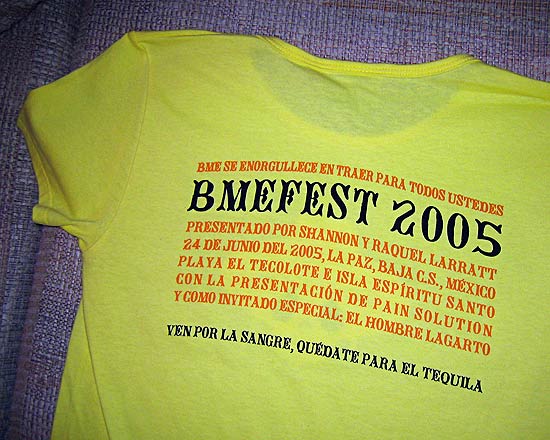 BME SE ENORGULLECE EN TRAER PARA TODOS USTEDES
BMEFEST 2005
PRESENTADO POR SHANNON Y RAQUEL LARRATT
24 DE JUNIO DEL 2005, LA PAZ, BAJA C.S., MÉXICO
PLAYA EL TECOLOTE E ISLA ESPÍRITU SANTO
CON LA PRESENTACIÓN DE PAIN SOLUTION
Y COMO INVITADO ESPECIAL: EL HOMBRE LAGARTO
VEN POR LA SANGRE, QUÉDATE PARA EL TEQUILA